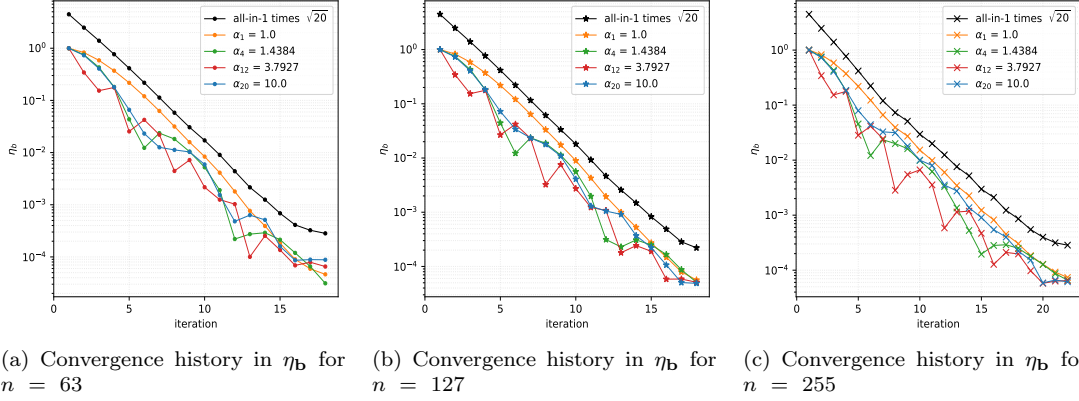 all-in-1 times √20
α₁ = 1.0
α₄ = 1.4384
α₁₂ = 3.7927
α₂₀ = 10.0
η_b
10⁰
10⁻¹
10⁻²
10⁻³
10⁻⁴
0 5 10 15
iteration
(a) Convergence history in η_b for
n = 63
all-in-1 times √20
α₁ = 1.0
α₄ = 1.4384
α₁₂ = 3.7927
α₂₀ = 10.0
η_b
10⁰
10⁻¹
10⁻²
10⁻³
10⁻⁴
0 5 10 15
iteration
(b) Convergence history in η_b for
n = 127
all-in-1 times √20
α₁ = 1.0
α₄ = 1.4384
α₁₂ = 3.7927
α₂₀ = 10.0
η_b
10⁰
10⁻¹
10⁻²
10⁻³
10⁻⁴
0 5 10 15 20
iteration
(c) Convergence history in η_b fo
n = 255